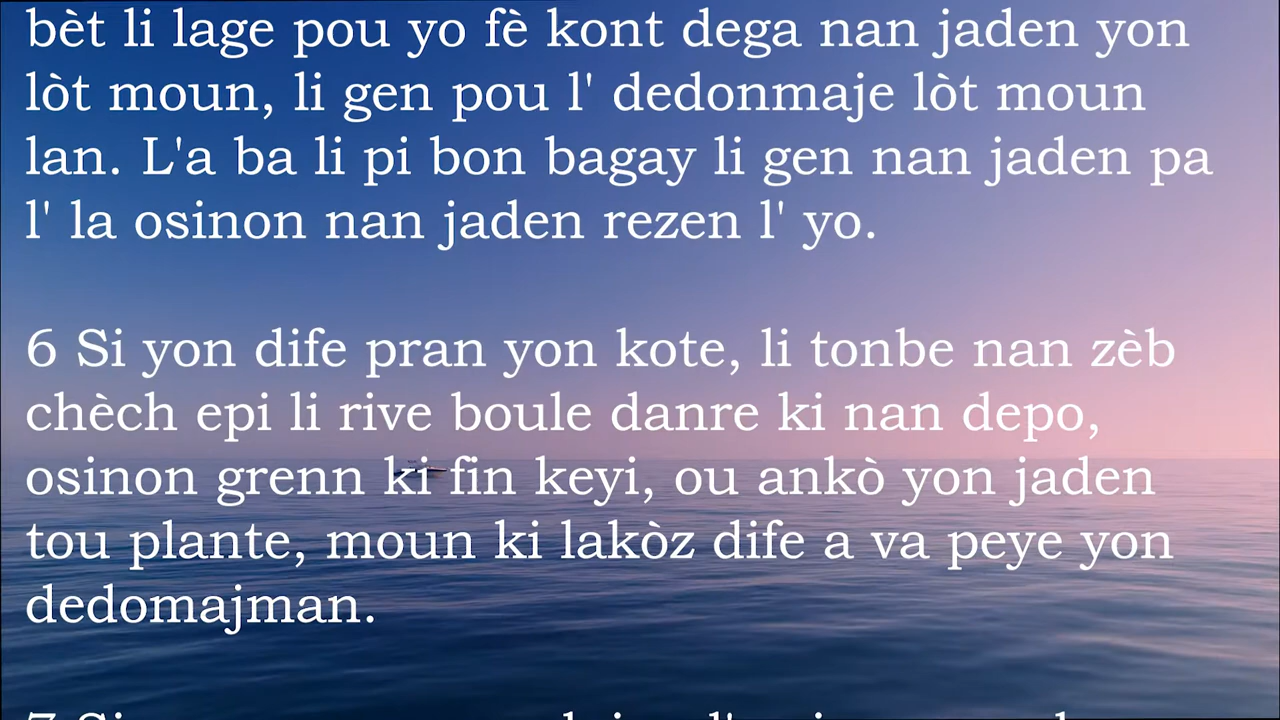 bèt li lage pou yo fè kont dega nan jaden yon
lòt moun, li gen pou l' dedonmaje lòt moun
lan. L'a ba li pi bon bagay li gen nan jaden pa
l' la osinon nan jaden rezen l' yo.
6 Si yon dife pran yon kote, li tonbe nan zèb
chèch epi li rive boule danre ki nan depo,
osinon grenn ki fin keyi, ou ankò yon jaden
tou plante, moun ki lakòz dife a va peye yon
dedomajman.
7 Si